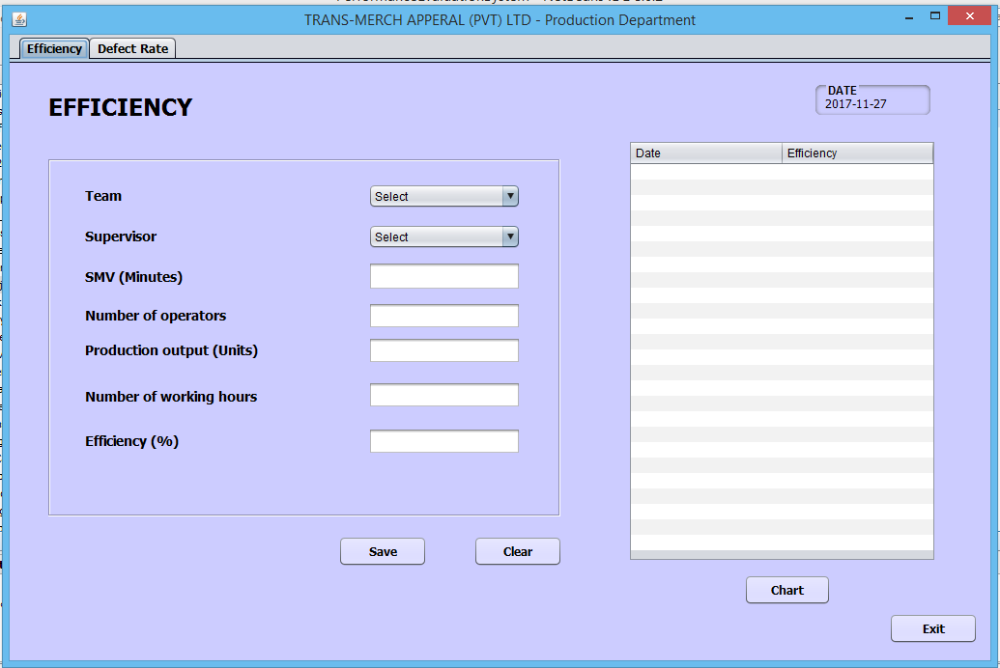 TRANS-MERCH APPERAL (PVT) LTD - Production Department
Efficiency Defect Rate
EFFICIENCY
DATE
2017-11-27
Date Efficiency
Team Select
Supervisor Select
SMV (Minutes)
Number of operators
Production output (Units)
Number of working hours
Efficiency (%)
Save Clear
Chart
Exit